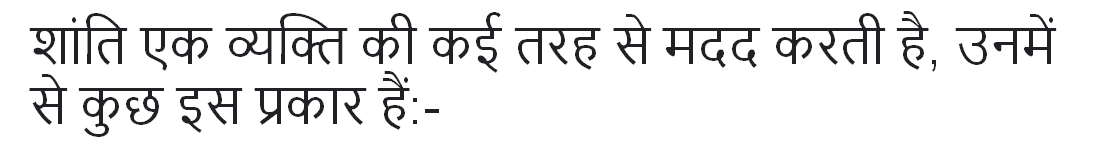 शांति एक व्यक्ति की कई तरह से मदद करती है, उनमें
से कुछ इस प्रकार हैं:-